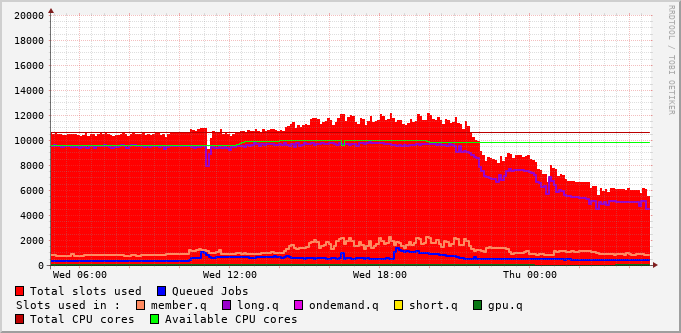 20000
18000
16000
14000
12000
10000
8000
6000
4000
2000
0
Wed 06:00 Wed 12:00 Wed 18:00 Thu 00:00
Total slots used Queued Jobs
Slots used in : member.q long.q ondemand.q short.q gpu.q
Total CPU cores Available CPU cores
RRDTOOL / TOBI OETIKER